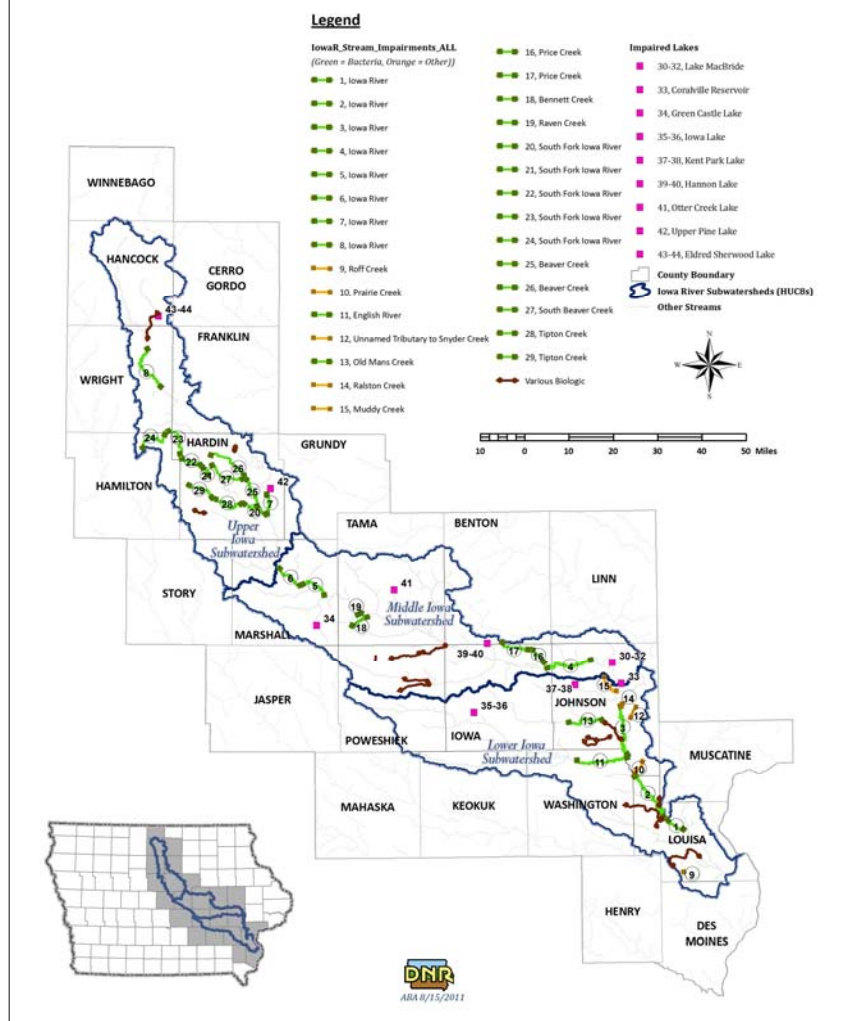 Legend
IowaR_Stream_Impairments_ALL
(Green = Bacteria, Orange = Other))
1, Iowa River
2, Iowa River
3, Iowa River
4, Iowa River
5, Iowa River
6, Iowa River
7, Iowa River
8, Iowa River
9, Roff Creek
10, Prairie Creek
11, English River
12, Unnamed Tributary to Snyder Creek
13, Old Mans Creek
14, Ralston Creek
15, Muddy Creek
16, Price Creek
17, Price Creek
18, Bennett Creek
19, Raven Creek
20, South Fork Iowa River
21, South Fork Iowa River
22, South Fork Iowa River
23, South Fork Iowa River
24, South Fork Iowa River
25, Beaver Creek
26, Beaver Creek
27, South Beaver Creek
28, Tipton Creek
29, Tipton Creek
Various Biologic
Impaired Lakes
30-32, Lake MacBride
33, Coralville Reservoir
34, Green Castle Lake
35-36, Iowa Lake
37-38, Kent Park Lake
39-40, Hannon Lake
41, Otter Creek Lake
42, Upper Pine Lake
43-44, Eldred Sherwood Lake
County Boundary
Iowa River Subwatersheds (HUC8s)
Other Streams
N
W E
S
10 0 10 20 30 40 50 Miles
WINNEBAGO
HANCOCK
CERRO
GORDO
43-44
FRANKLIN
WRIGHT
8
24
23
HARDIN
GRUNDY
22
26
21
27
42
HAMILTON
29
25
28
20
7
Upper
Iowa
Subwatershed
TAMA
BENTON
LINN
6
5
41
STORY
19
18
Middle Iowa
Subwatershed
34
MARSHALL
39-40
17
16
4
30-32
33
37-38
15
JASPER
35-36
JOHNSON
14
12
13
3
POWESHIEK
IOWA
Lower Iowa
Subwatershed
11
10
MUSCATINE
MAHASKA
KEOKUK
WASHINGTON
2
1
LOUISA
9
HENRY
DES
MOINES
DNR
ABA 8/15/2011